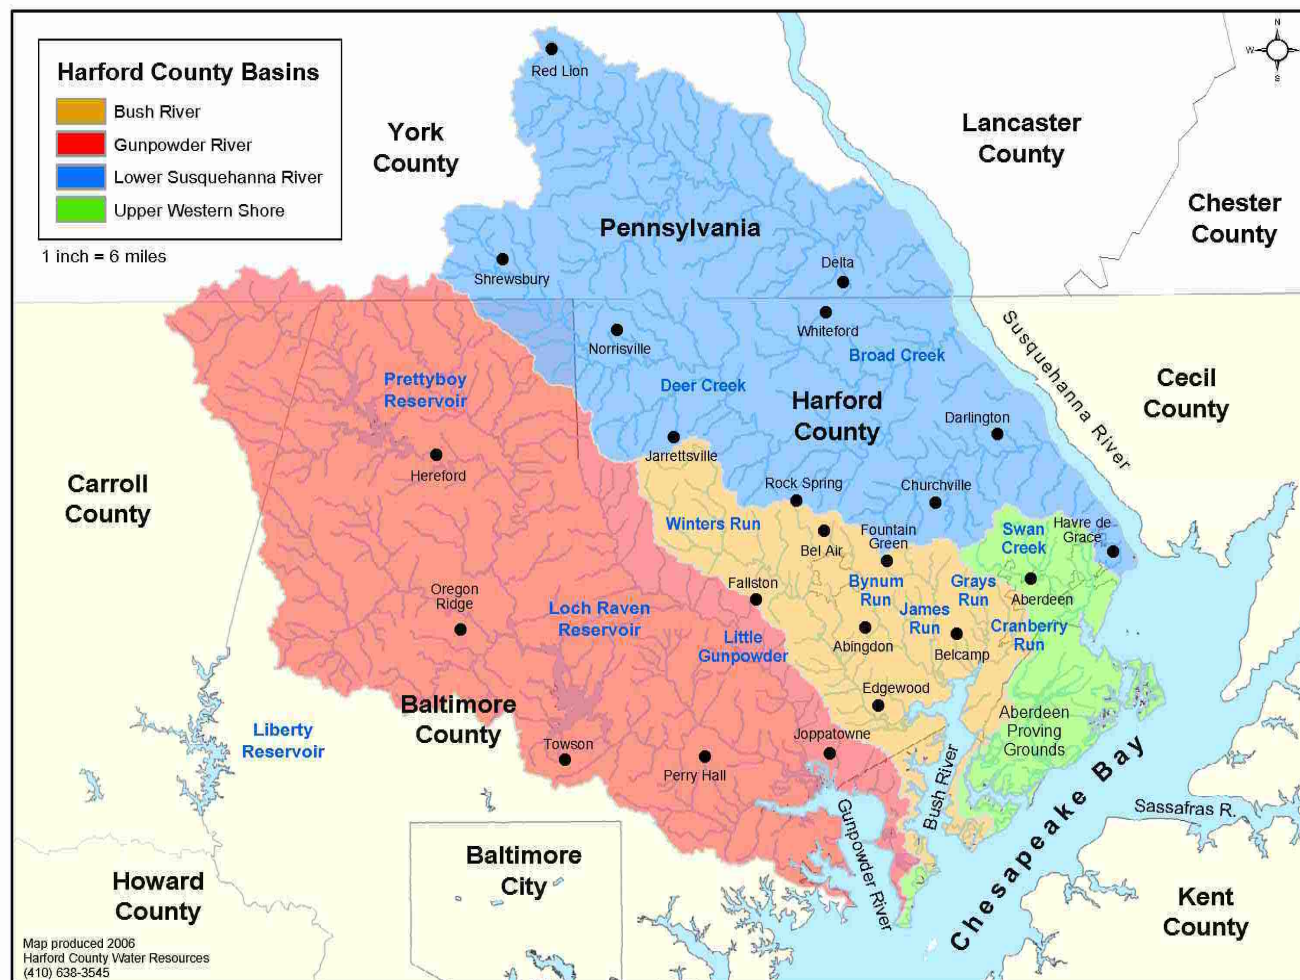 Harford County Basins
Bush River
Gunpowder River
Lower Susquehanna River
Upper Western Shore
1 inch = 6 miles
N
W
E
S
Red Lion
York
County
Lancaster
County
Chester
County
Pennsylvania
Shrewsbury
Delta
Whiteford
Norrisville
Broad Creek
Susquehanna River
Prettyboy
Reservoir
Deer Creek
Harford
County
Cecil
County
Darlington
Jarrettsville
Hereford
Carroll
County
Rock Spring
Churchville
Winters Run
Bel Air
Fountain
Green
Swan
Creek
Havre de
Grace
Fallston
Bynum
Run
Grays
Run
Aberdeen
Oregon
Ridge
Loch Raven
Reservoir
James
Run
Cranberry
Run
Little
Gunpowder
Abingdon
Belcamp
Edgewood
Baltimore
County
Liberty
Reservoir
Aberdeen
Proving
Grounds
Towson
Perry Hall
Joppatowne
Bush River
Gunpowder River
Chesapeake Bay
Sassafras R.
Baltimore
City
Howard
County
Kent
County
Map produced 2006
Harford County Water Resources
(410) 638-3545